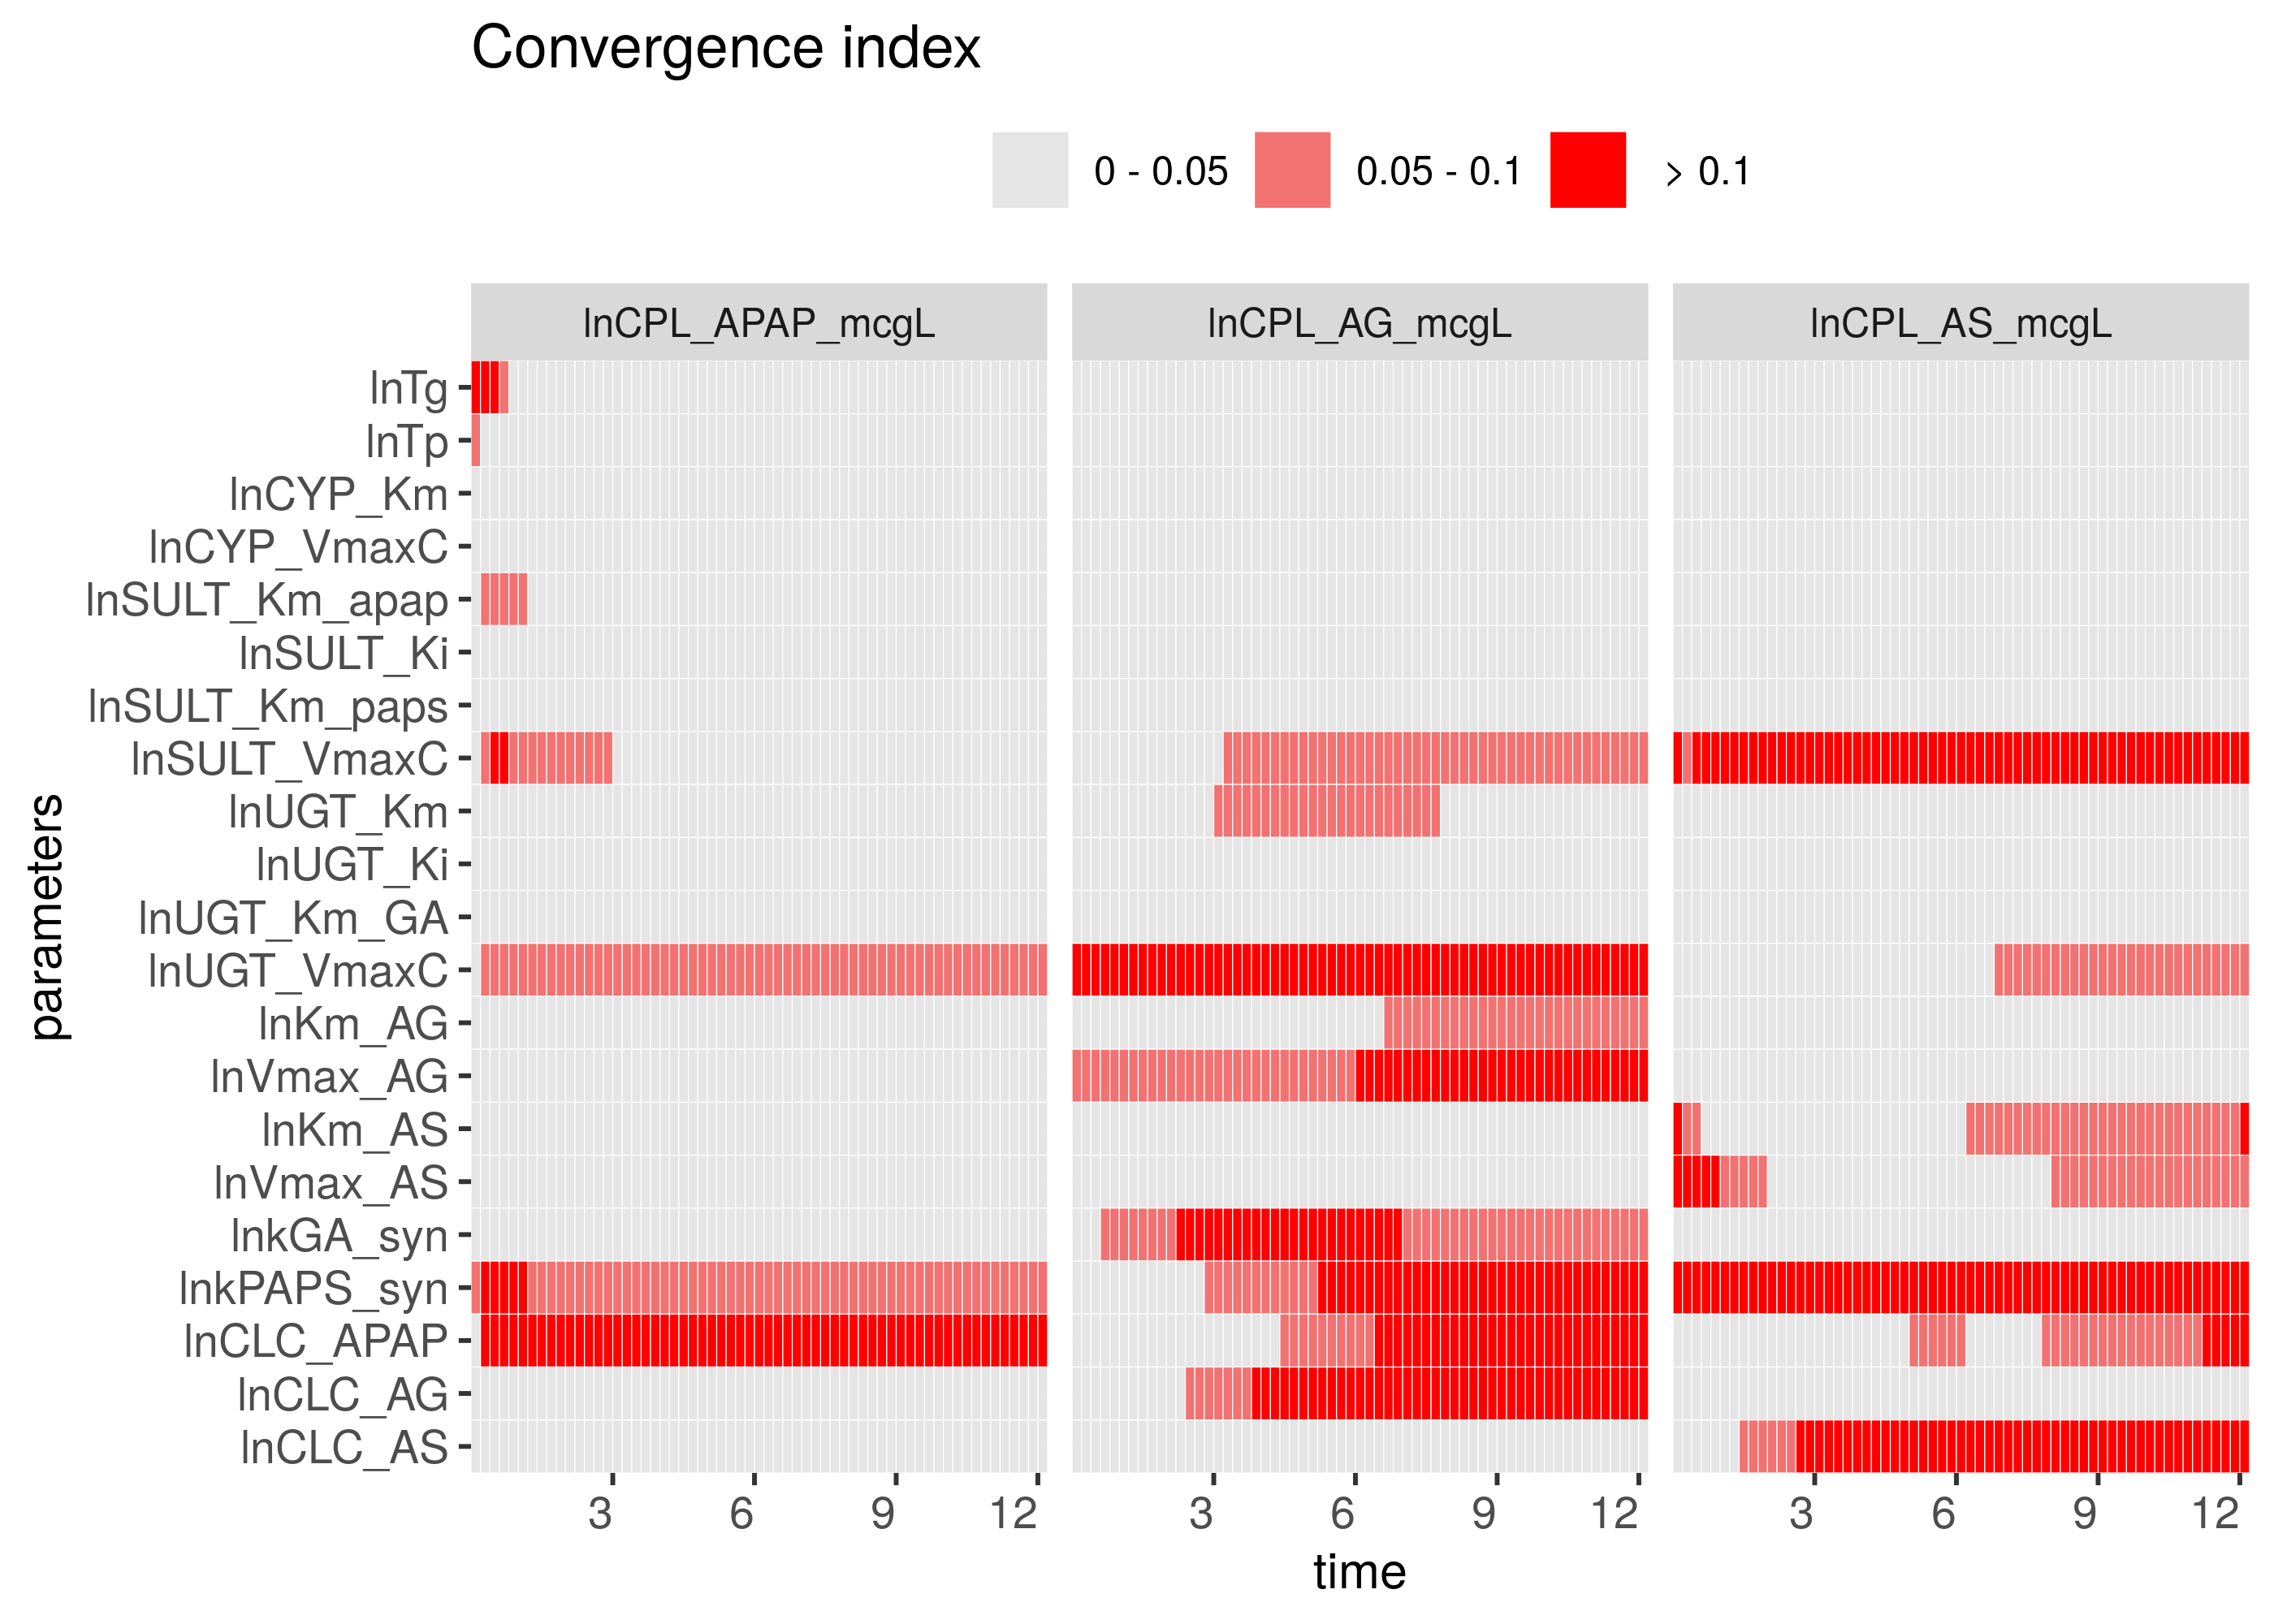 Convergence index
0 - 0.05 0.05 - 0.1 > 0.1
lnCPL_APAP_mcgL lnCPL_AG_mcgL lnCPL_AS_mcgL
lnTg
lnTp
lnCYP_Km
lnCYP_VmaxC
lnSULT_Km_apap
lnSULT_Ki
lnSULT_Km_paps
lnSULT_VmaxC
lnUGT_Km
lnUGT_Ki
lnUGT_Km_GA
lnUGT_VmaxC
lnKm_AG
lnVmax_AG
lnKm_AS
lnVmax_AS
lnkGA_syn
lnkPAPS_syn
lnCLC_APAP
lnCLC_AG
lnCLC_AS
parameters
3 6 9 12 3 6 9 12 3 6 9 12
time